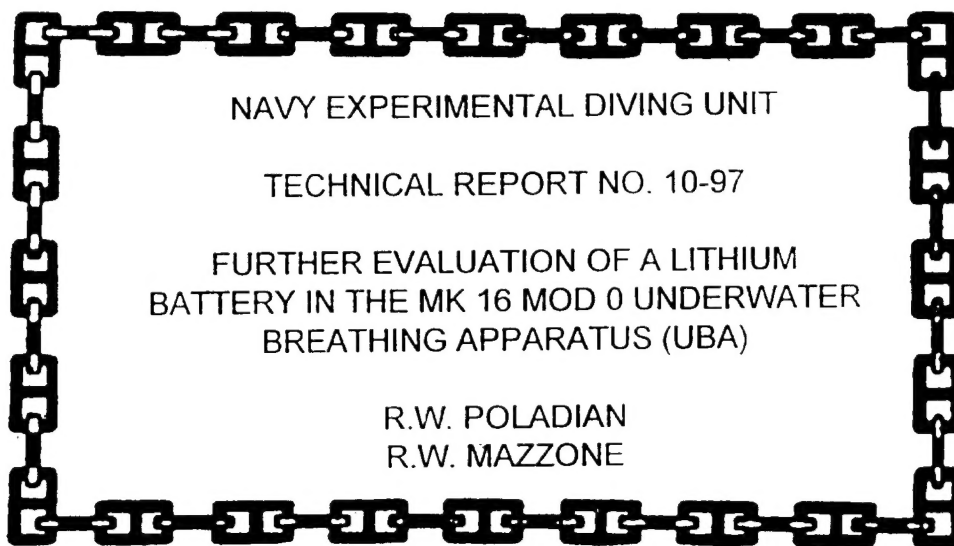 NAVY EXPERIMENTAL DIVING UNIT
TECHNICAL REPORT NO. 10-97
FURTHER EVALUATION OF A LITHIUM
BATTERY IN THE MK 16 MOD 0 UNDERWATER
BREATHING APPARATUS (UBA)
R.W. POLADIAN
R.W. MAZZONE